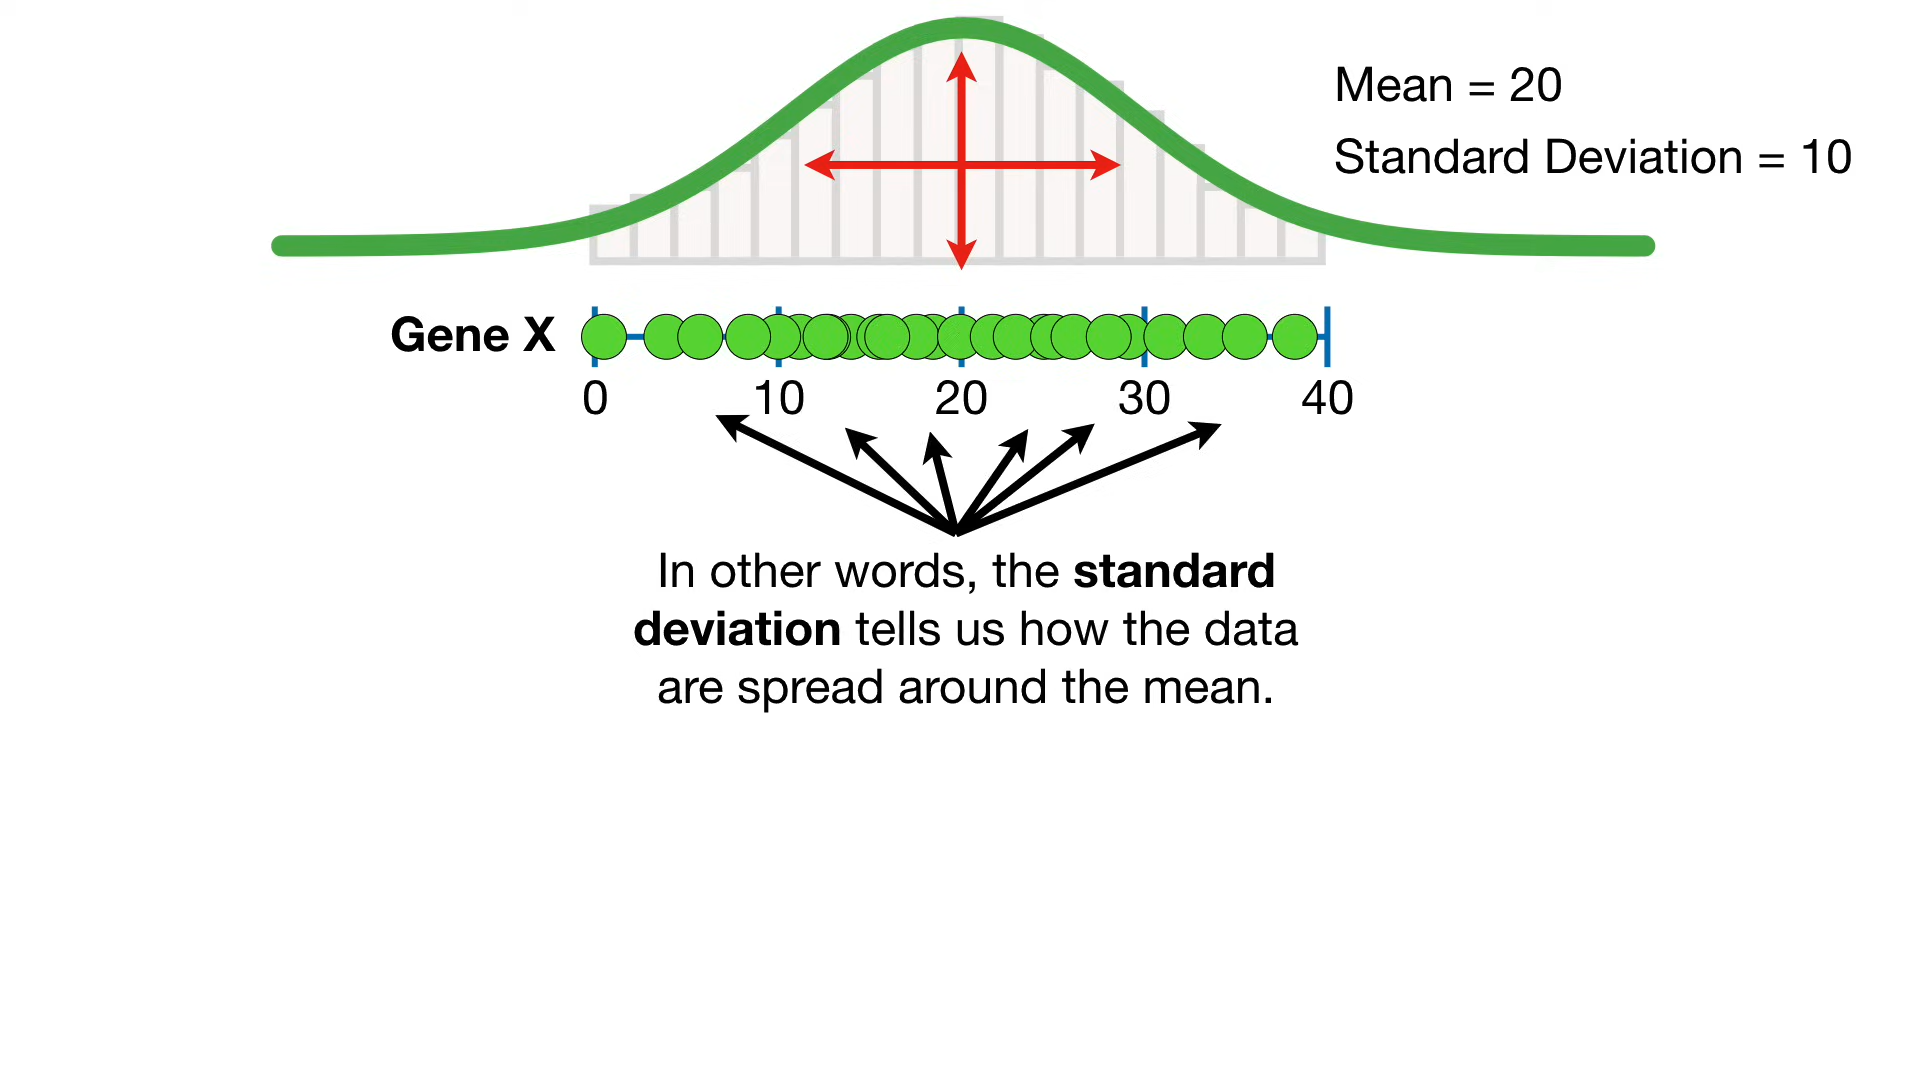 Mean = 20
Standard Deviation = 10
Gene X
0 10 20 30 40
In other words, the standard
deviation tells us how the data
are spread around the mean.